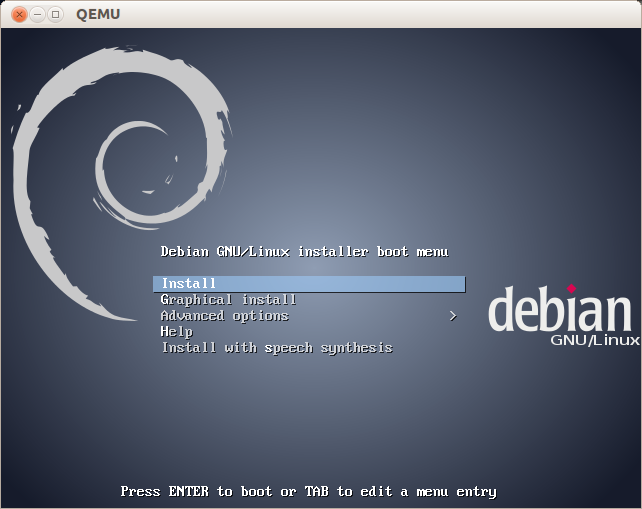 QEMU
Debian GNU/Linux installer boot menu
Install
Graphical install
Advanced options >
Help
Install with speech synthesis
debian
GNU/Linux
Press ENTER to boot or TAB to edit a menu entry